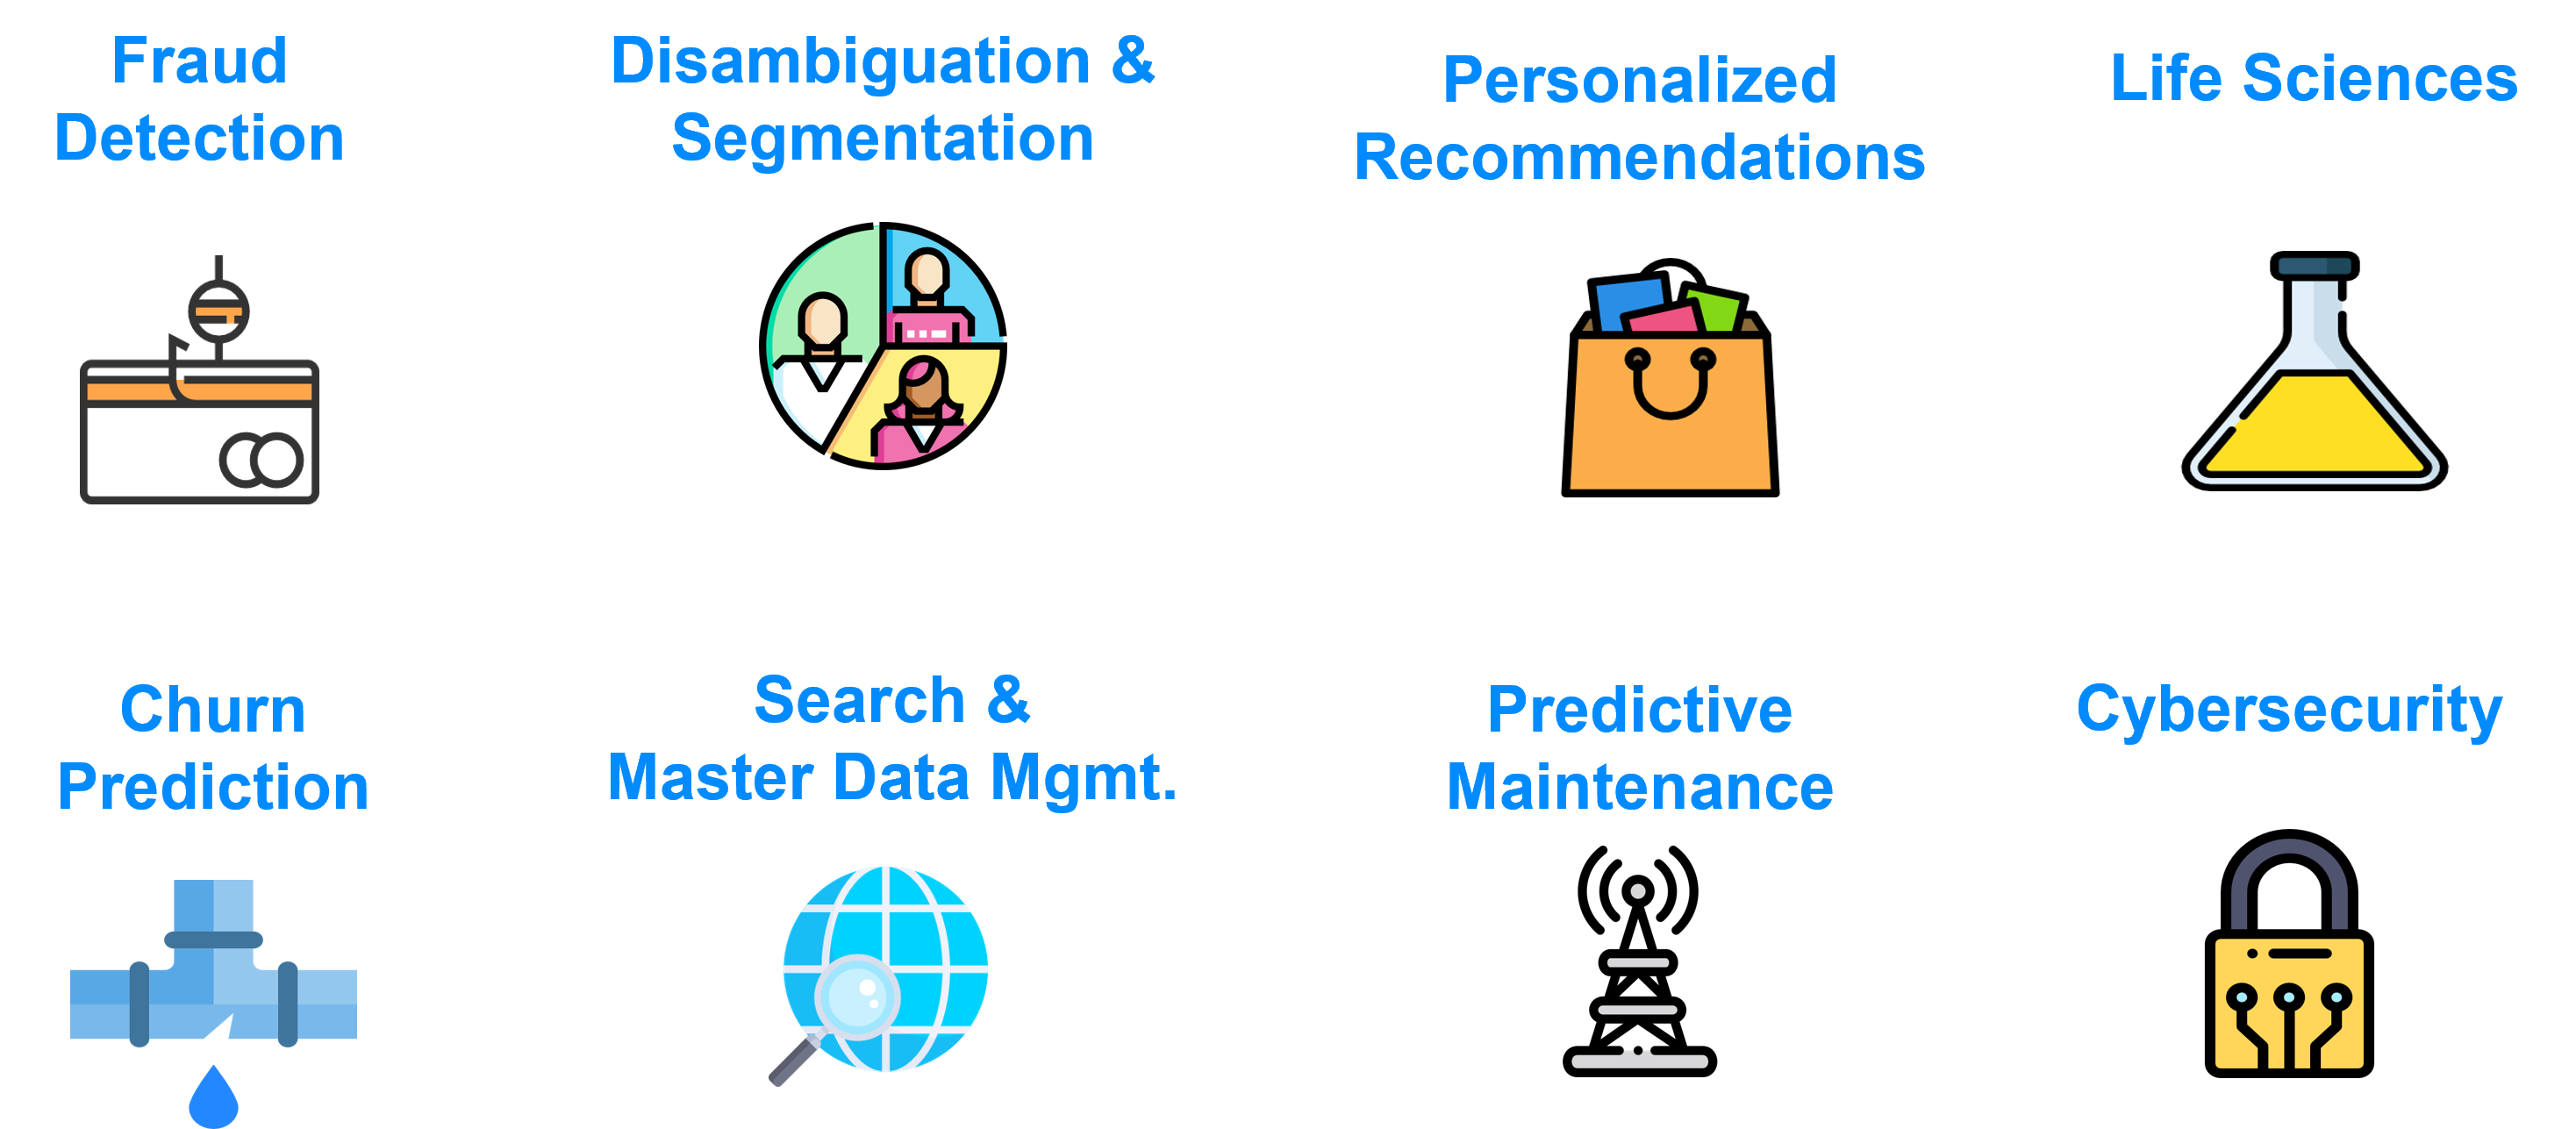 Fraud
Detection
Disambiguation &
Segmentation
Personalized
Recommendations
Life Sciences
Churn
Prediction
Search &
Master Data Mgmt.
Predictive
Maintenance
Cybersecurity